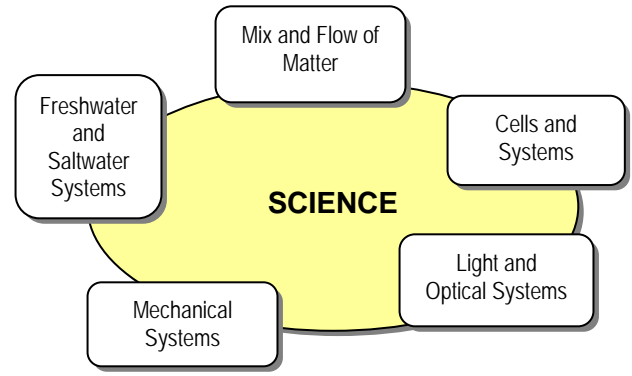 Mix and Flow of
Matter
Freshwater
and
Saltwater
Systems
Cells and
Systems
SCIENCE
Light and
Optical Systems
Mechanical
Systems